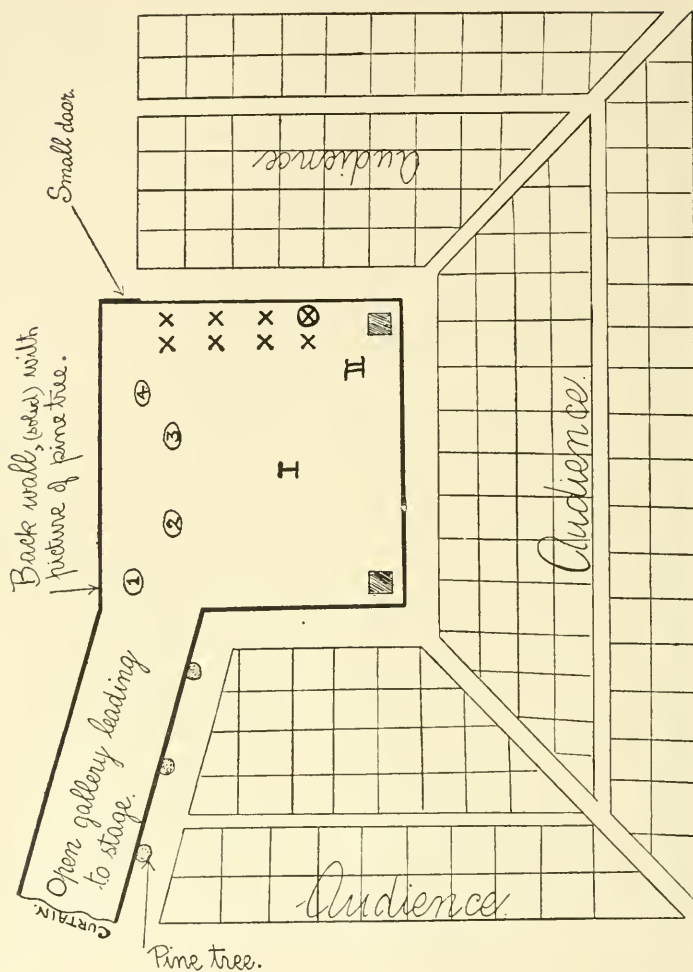 Small door.
Back wall, (solid) with
picture of pine tree.
Audience.
X X
X X
X X
X X
4
3
2
1
I
II
Open gallery leading
to stage.
CURTAIN.
Audience.
Audience.
Pine tree.